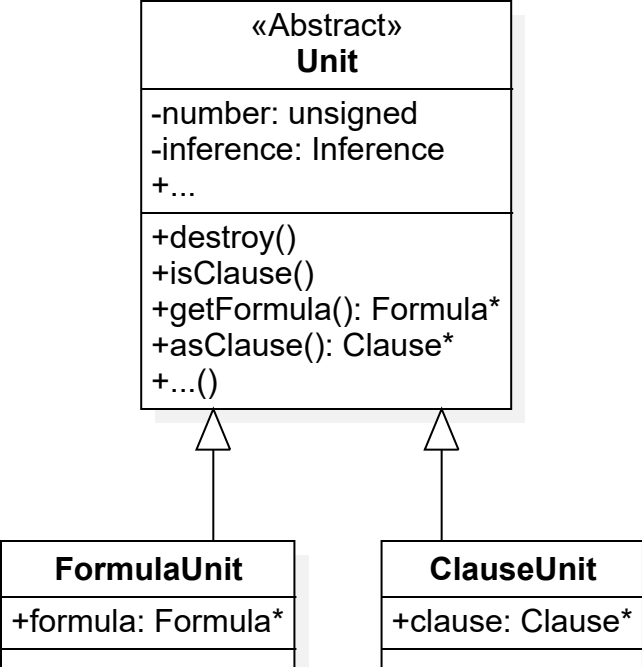 «Abstract»
Unit
-number: unsigned
-inference: Inference
+...
+destroy()
+isClause()
+getFormula(): Formula*
+asClause(): Clause*
+...()
FormulaUnit
+formula: Formula*
ClauseUnit
+clause: Clause*